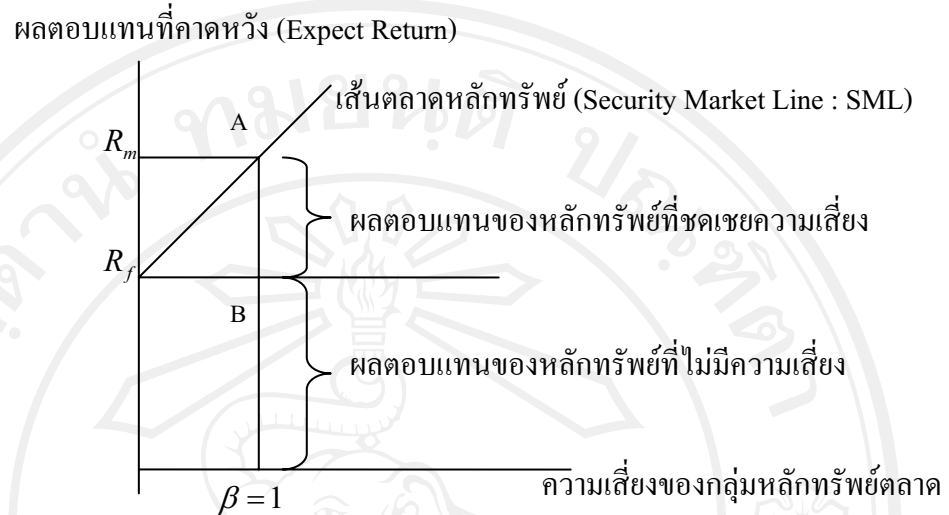 ผลตอบแทนที่คาดหวัง (Expect Return)
เส้นตลาดหลักทรัพย์ (Security Market Line : SML)
A
R_m
ผลตอบแทนของหลักทรัพย์ที่ชดเชยความเสี่ยง
R_f
B
ผลตอบแทนของหลักทรัพย์ที่ไม่มีความเสี่ยง
ความเสี่ยงของกลุ่มหลักทรัพย์ตลาด
β = 1